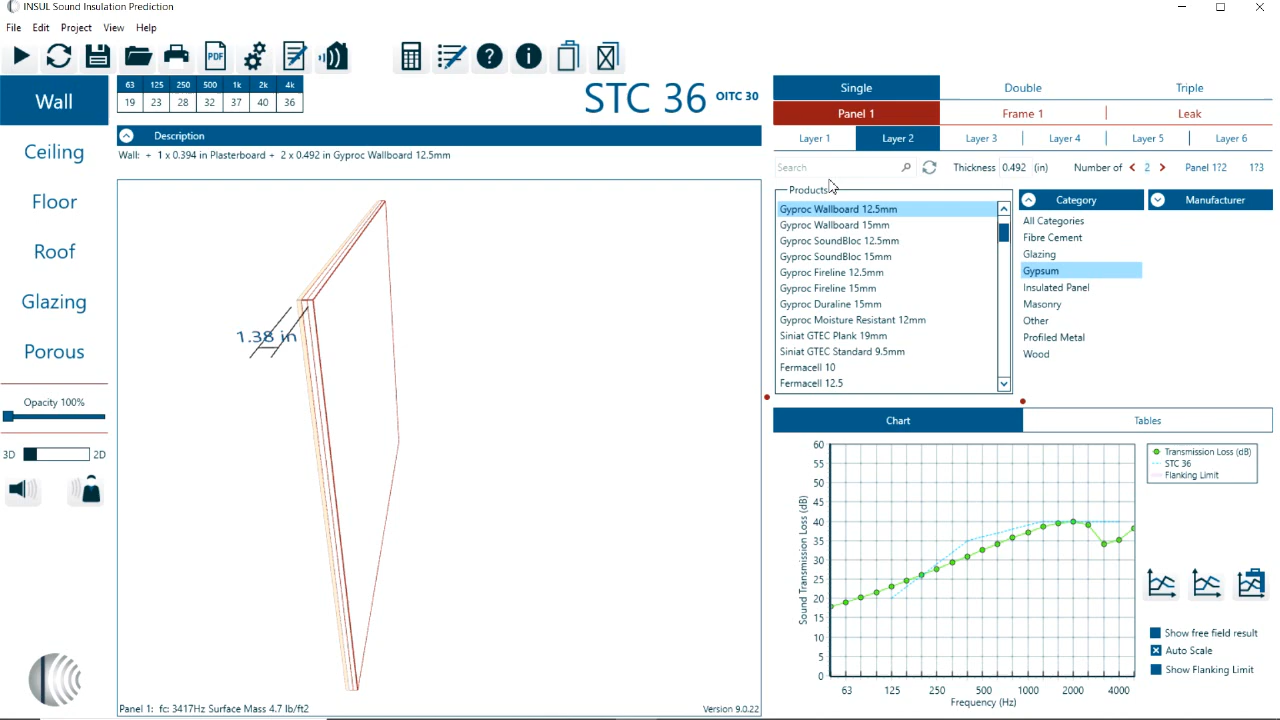 INSUL Sound Insulation Prediction
File Edit Project View Help
PDF
Wall
Ceiling
Floor
Roof
Glazing
Porous
Opacity 100%
3D 2D
63 125 250 500 1k 2k 4k
19 23 28 32 37 40 36
STC 36 OITC 30
Description
Wall: + 1 x 0.394 in Plasterboard + 2 x 0.492 in Gyproc Wallboard 12.5mm
1.38 in
Panel 1: fc: 3417Hz Surface Mass 4.7 lb/ft2
Version 9.0.22
Single Double Triple
Panel 1 Frame 1 Leak
Layer 1 Layer 2 Layer 3 Layer 4 Layer 5 Layer 6
Search Thickness 0.492 (in) Number of < 2 > Panel 1?2 1?3
Products
Gyproc Wallboard 12.5mm
Gyproc Wallboard 15mm
Gyproc SoundBloc 12.5mm
Gyproc SoundBloc 15mm
Gyproc Fireline 12.5mm
Gyproc Fireline 15mm
Gyproc Duraline 15mm
Gyproc Moisture Resistant 12mm
Siniat GTEC Plank 19mm
Siniat GTEC Standard 9.5mm
Fermacell 10
Fermacell 12.5
Category
All Categories
Fibre Cement
Glazing
Gypsum
Insulated Panel
Masonry
Other
Profiled Metal
Wood
Manufacturer
Chart Tables
Sound Transmission Loss (dB)
60
55
50
45
40
35
30
25
20
15
10
5
0
63 125 250 500 1000 2000 4000
Frequency (Hz)
Transmission Loss (dB)
STC 36
Flanking Limit
Show free field result
Auto Scale
Show Flanking Limit